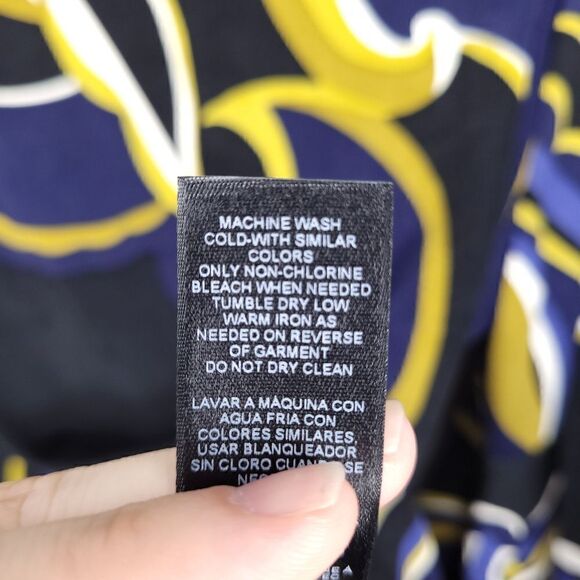 MACHINE WASH
COLD-WITH SIMILAR
COLORS
ONLY NON-CHLORINE
BLEACH WHEN NEEDED
TUMBLE DRY LOW
WARM IRON AS
NEEDED ON REVERSE
OF GARMENT
DO NOT DRY CLEAN
LAVAR A MAQUINA CON
AGUA FRIA CON
COLORES SIMILARES,
USAR BLANQUEADOR
SIN CLORO CUANDO SE